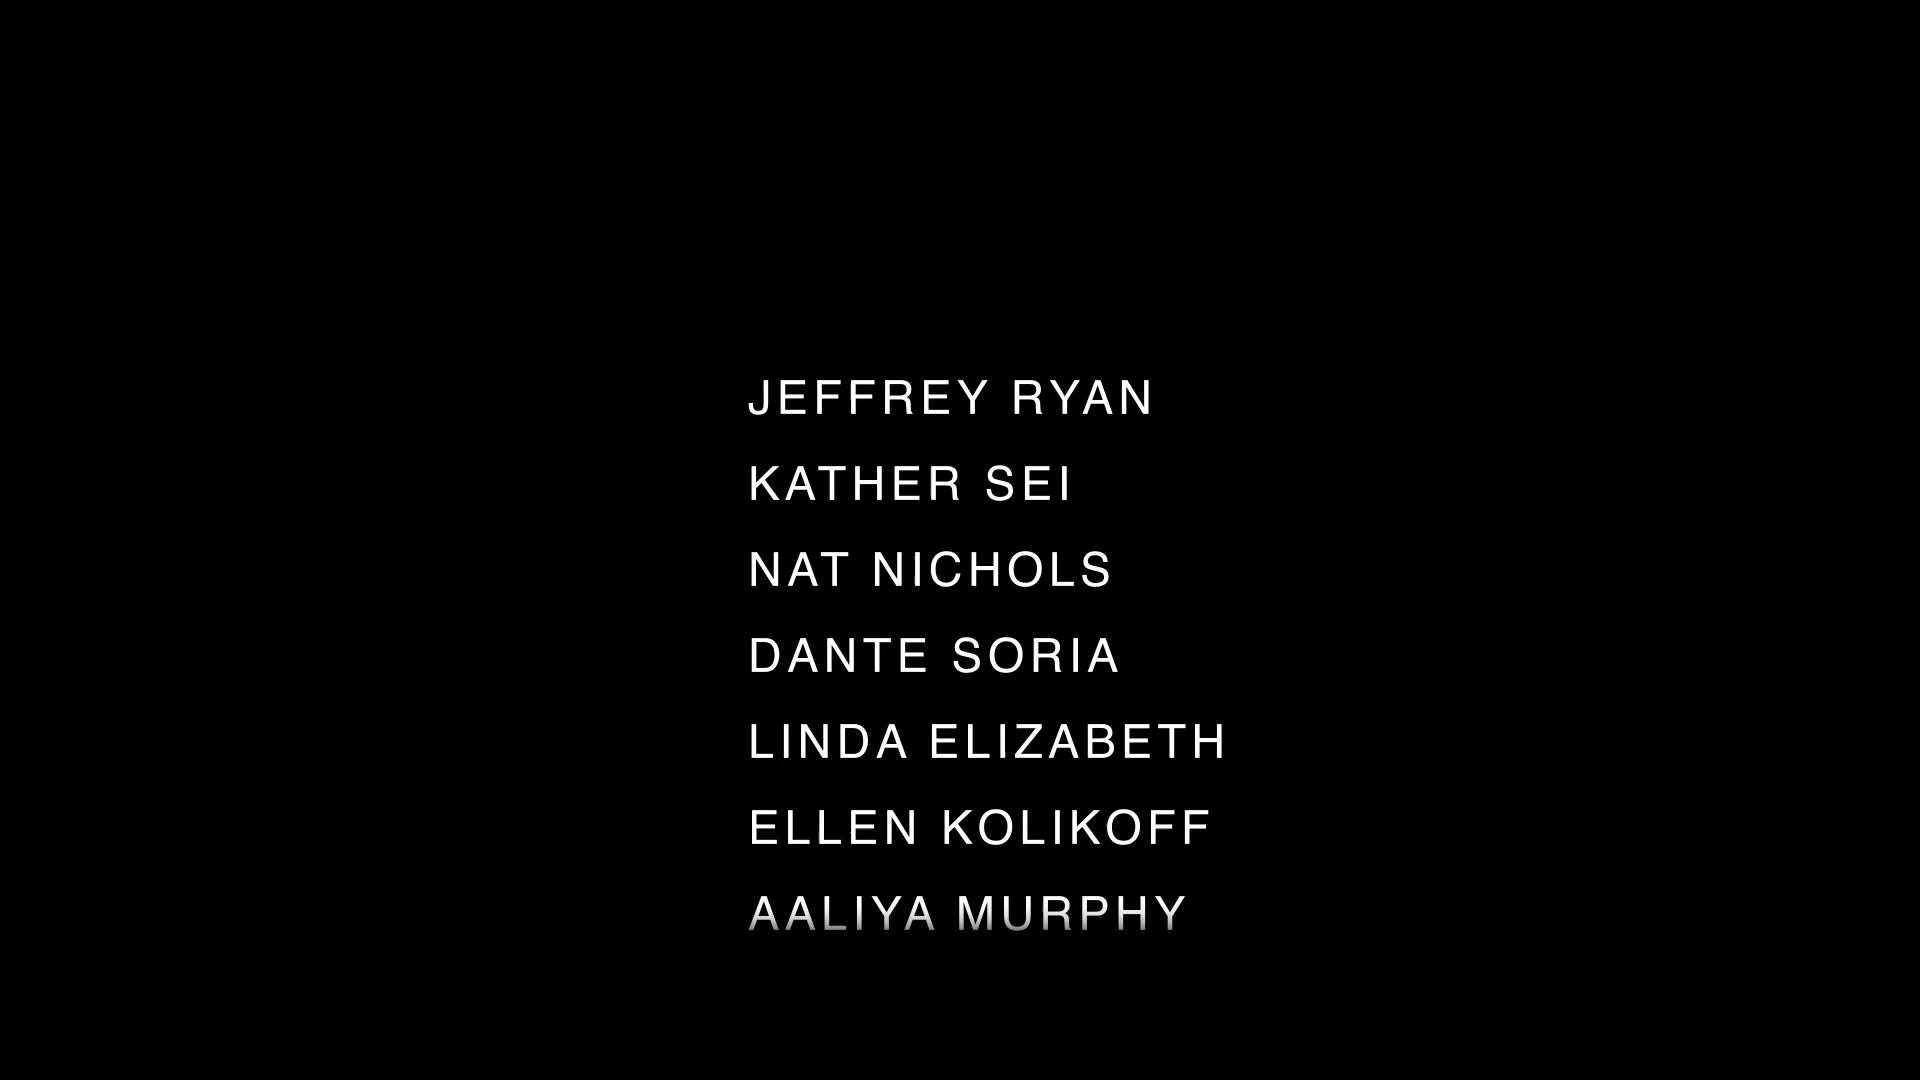 JEFFREY RYAN
KATHER SEI
NAT NICHOLS
DANTE SORIA
LINDA ELIZABETH
ELLEN KOLIKOFF
AALIYA MURPHY